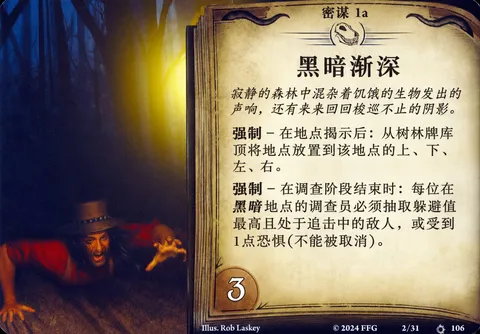 密谋 1a
黑暗渐深
寂静的森林中混杂着饥饿的生物发出的
声响，还有来来回回梭巡不止的阴影。
强制 – 在地点揭示后：从树林牌库
顶将地点放置到该地点的上、下、
左、右。
强制 – 在调查阶段结束时：每位在
黑暗地点的调查员必须抽取躲避值
最高且处于追击中的敌人，或受到
1点恐惧(不能被取消)。
3
Illus. Rob Laskey
© 2024 FFG
2/31
106